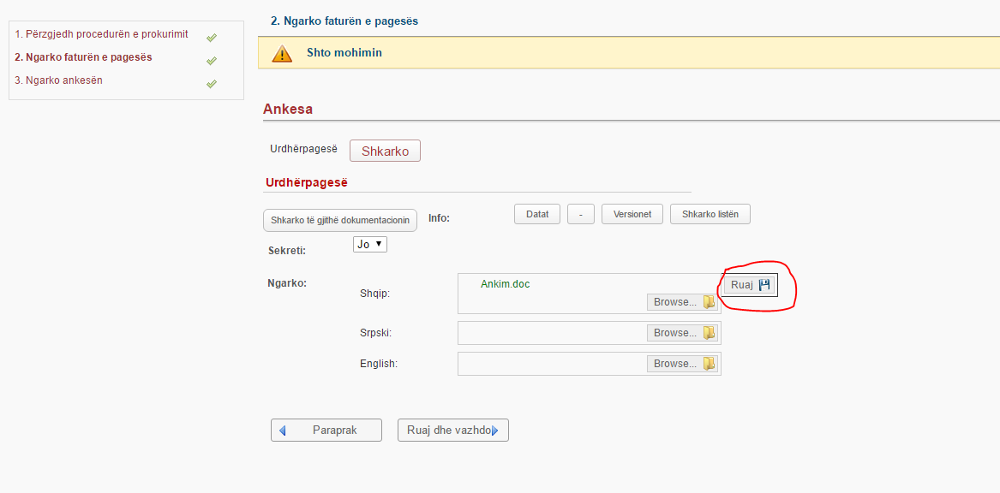 1. Përzgjedh procedurën e prokurimit
2. Ngarko faturën e pagesës
3. Ngarko ankesën
2. Ngarko faturën e pagesës
Shto mohimin
Ankesa
Urdhërpagesë Shkarko
Urdhërpagesë
Shkarko të gjithë dokumentacionin Info: Datat - Versionet Shkarko listën
Sekreti: Jo
Ngarko:
Shqip: Ankim.doc Ruaj
Browse...
Srpski: Browse...
English: Browse...
Paraprak Ruaj dhe vazhdo